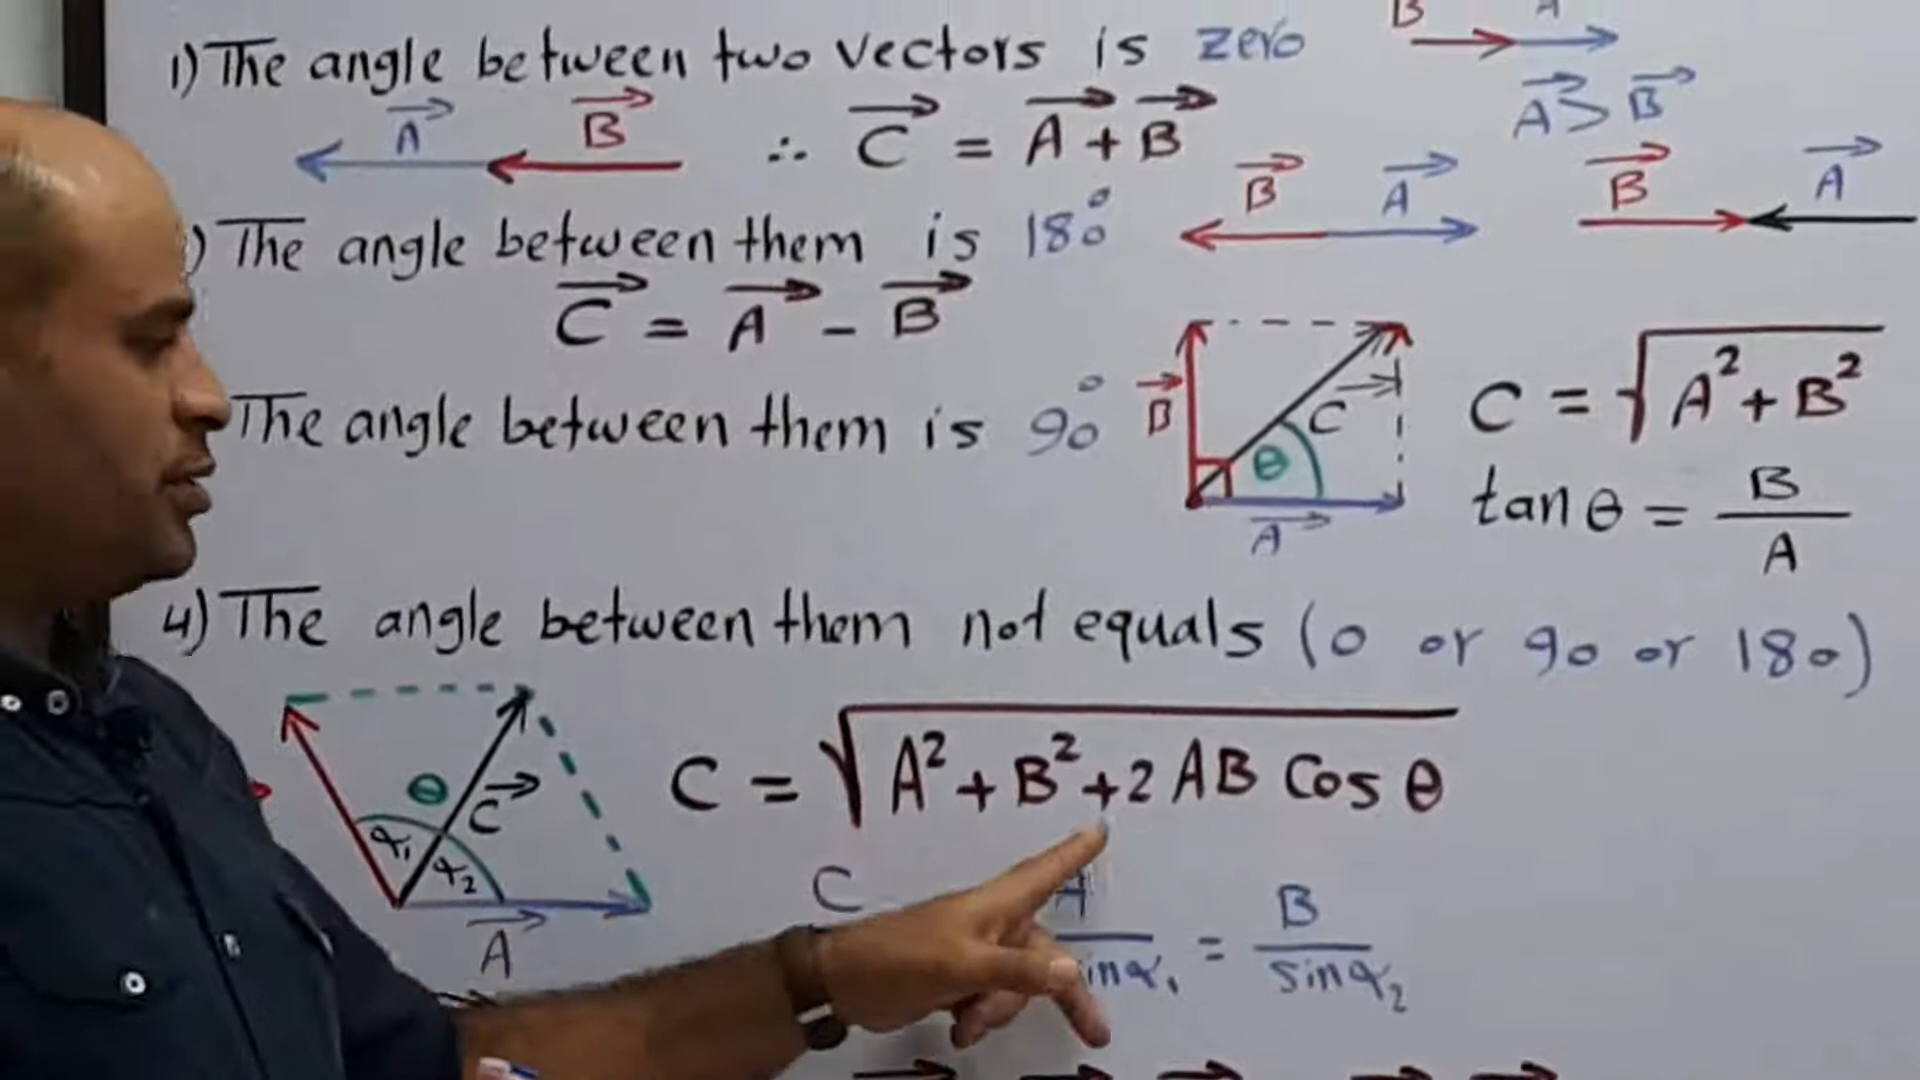 1) The angle between two vectors is zero
B A
A > B
A B ∴ C = A + B
) The angle between them is 180°
B A B A
C = A - B
The angle between them is 90°
B C θ A
C = √A² + B²
tan θ = B / A
4) The angle between them not equals (0 or 90 or 180)
θ α₁ α₂ C A
C = √A² + B² + 2 AB Cos θ
C A / sinα₁ = B / sinα₂